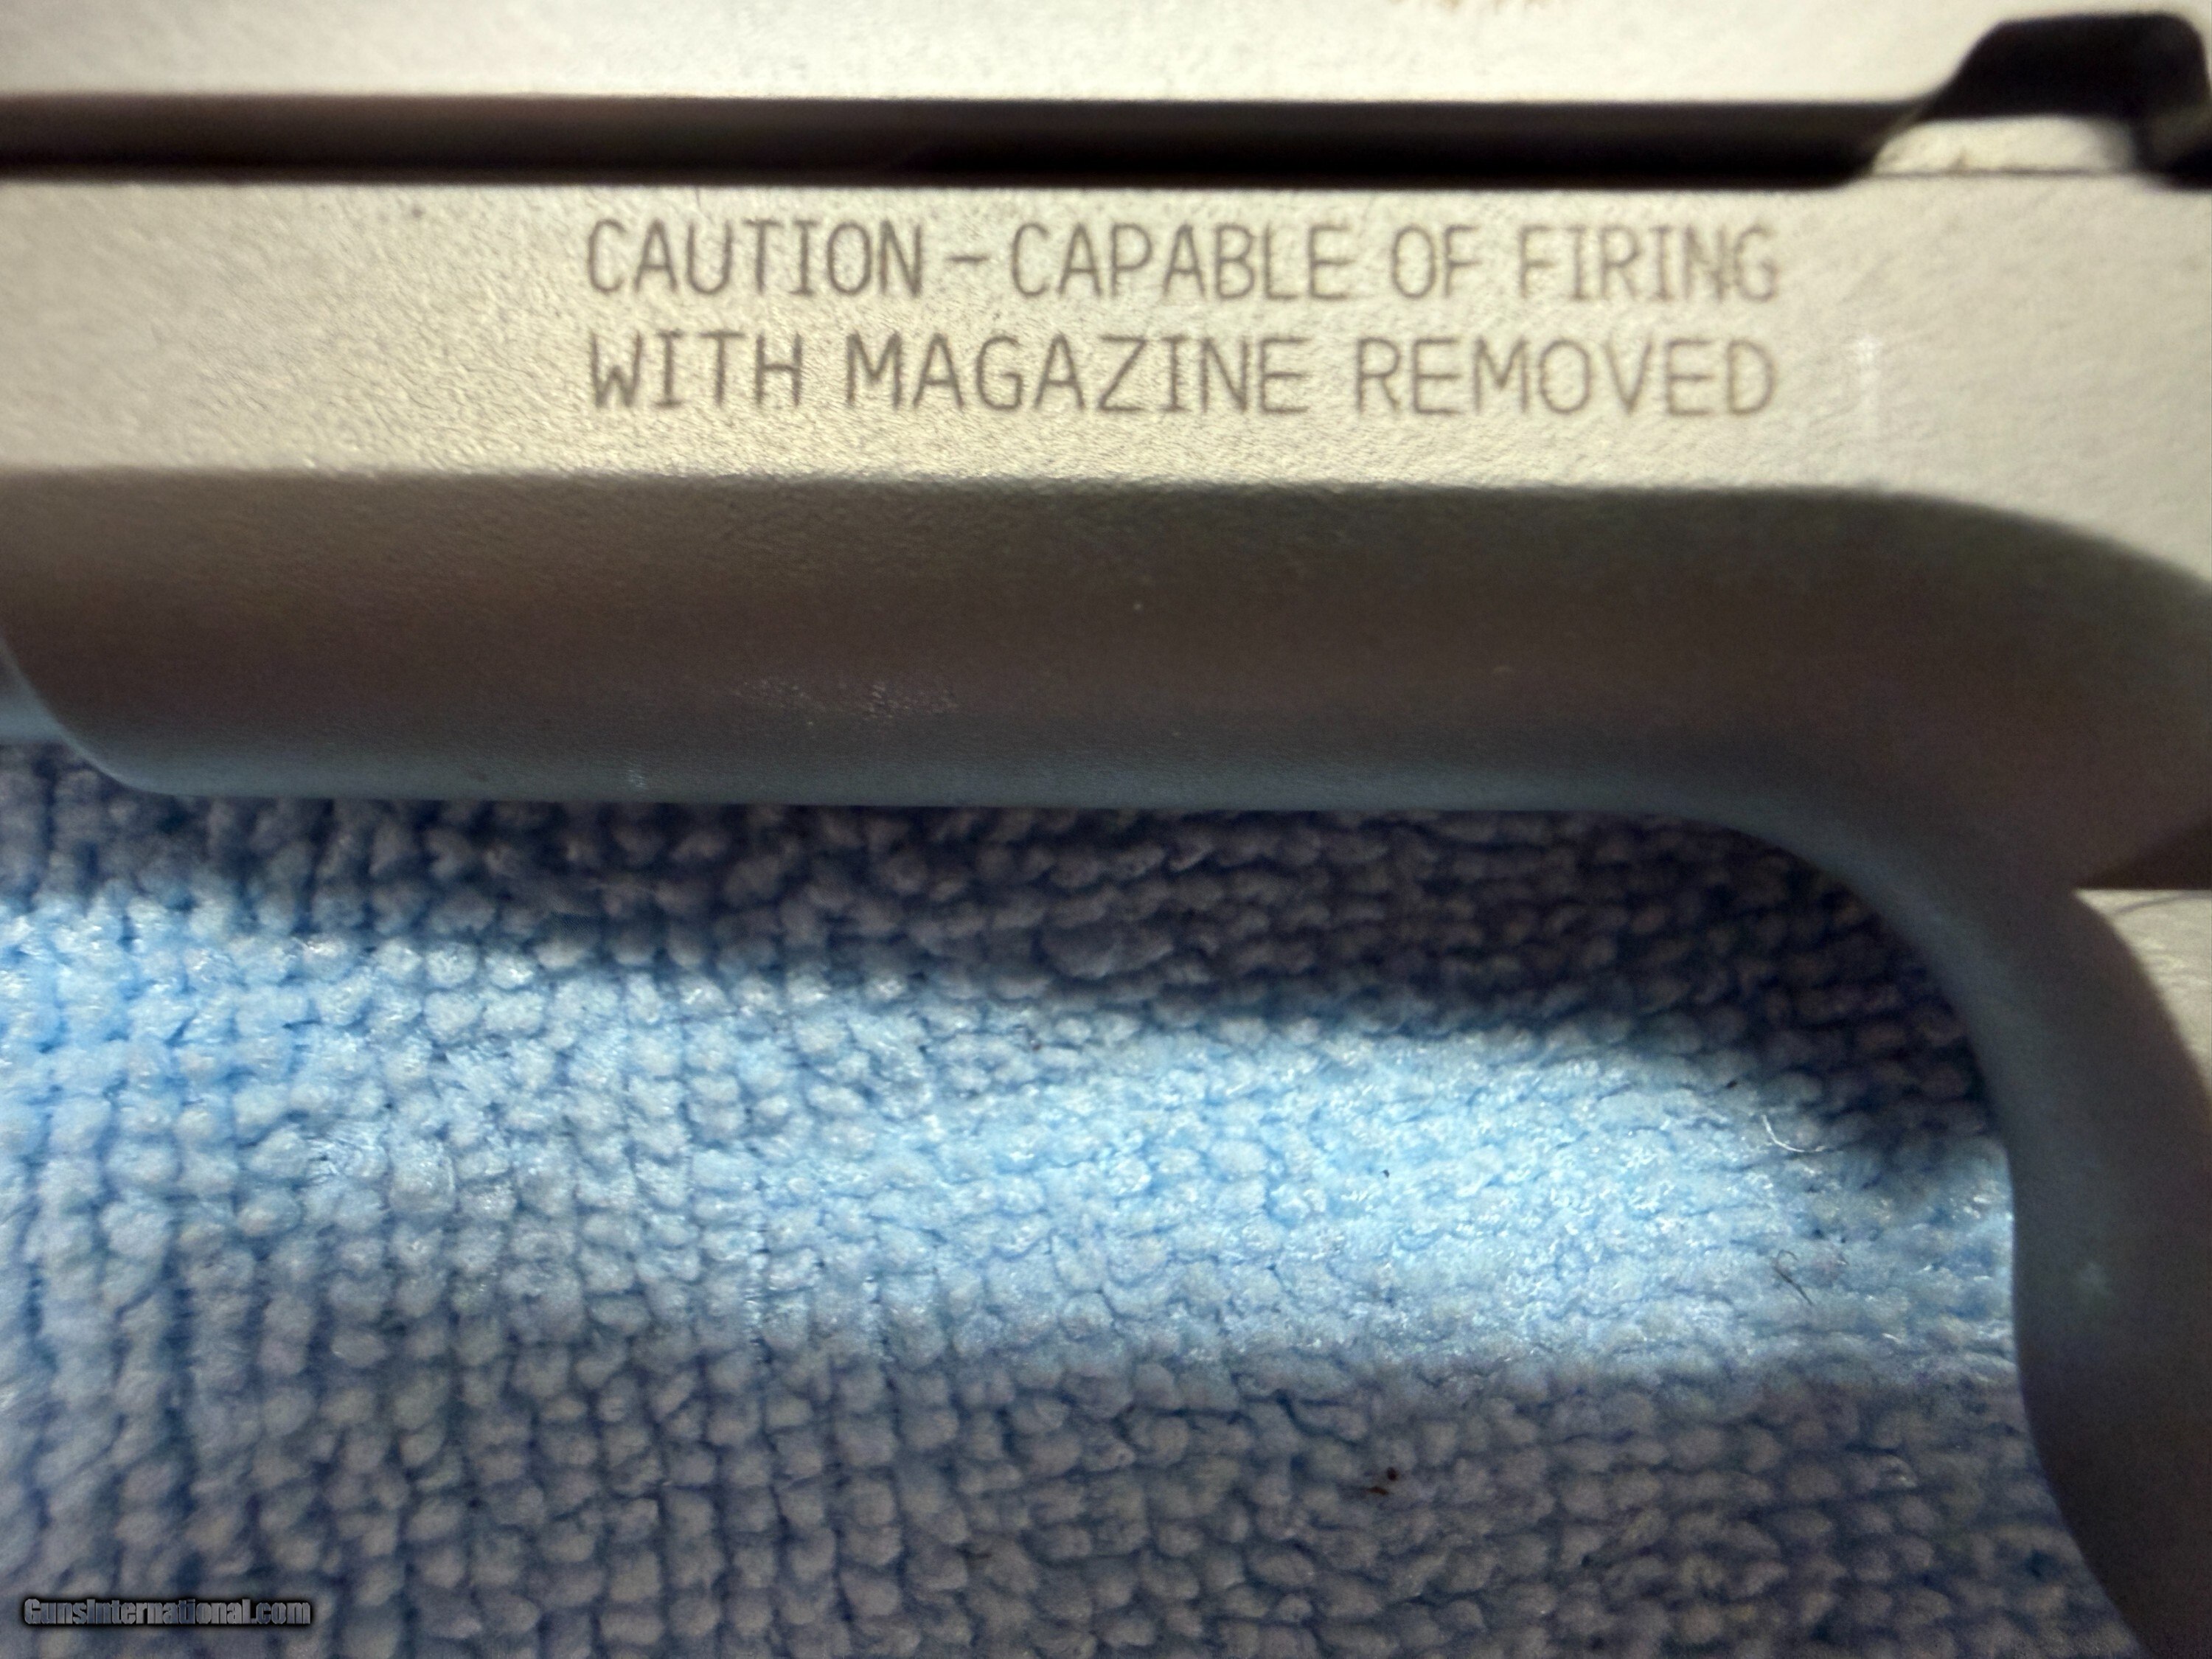 CAUTION - CAPABLE OF FIRING
WITH MAGAZINE REMOVED
GunsInternational.com